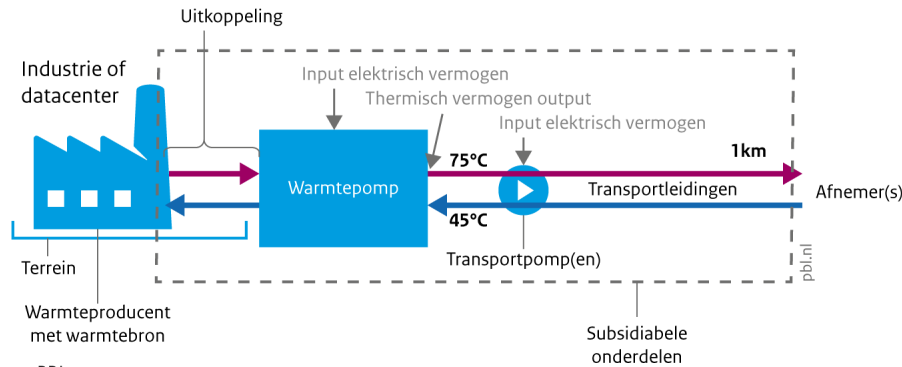 Uitkoppeling
Industrie of
datacenter
Input elektrisch vermogen
Thermisch vermogen output
Input elektrisch vermogen
75°C
1km
Warmtepomp
Transportleidingen
Afnemer(s)
45°C
Transportpomp(en)
pbl.nl
Terrein
Warmteproducent
met warmtebron
Subsidiabele
onderdelen